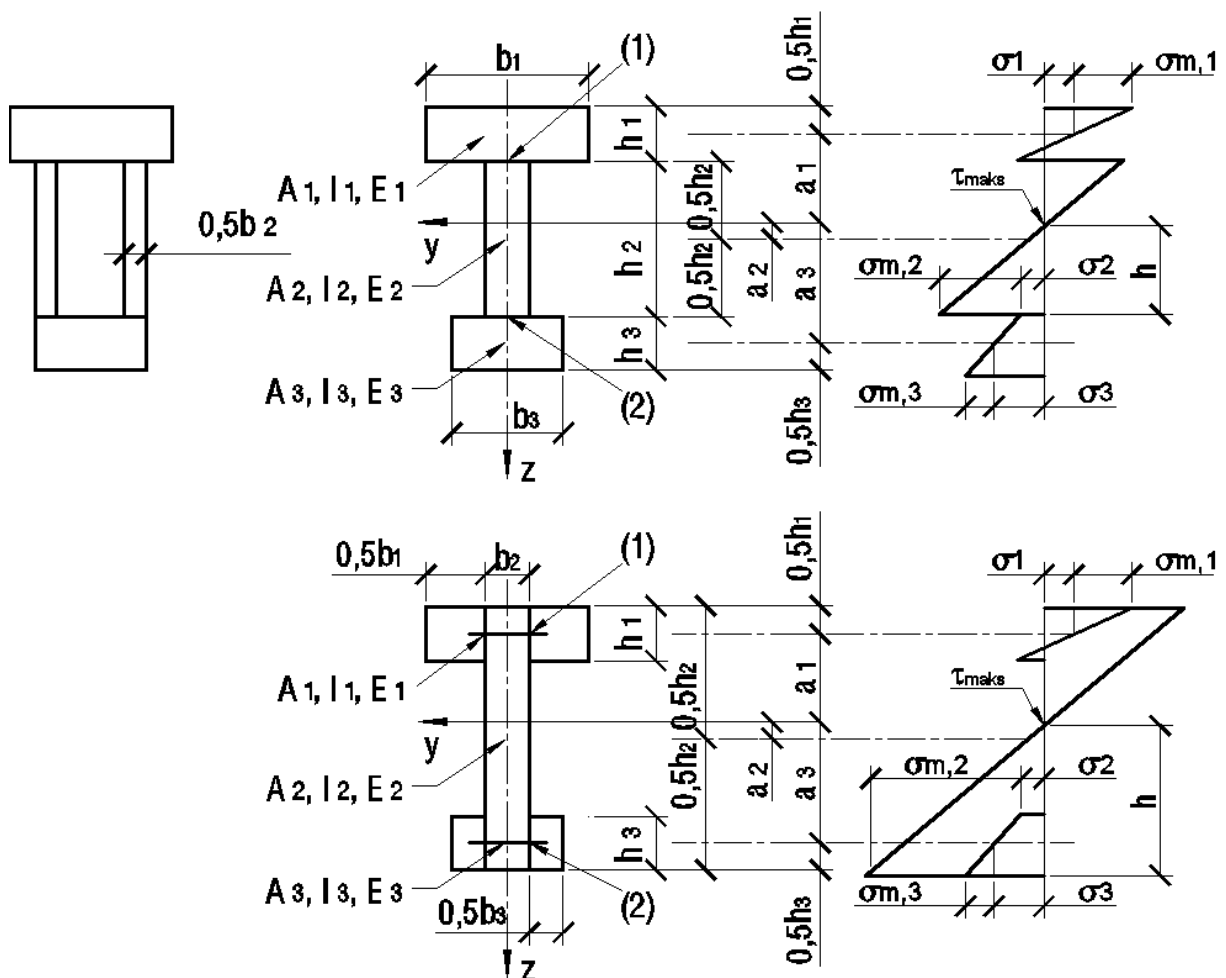 b1
(1)
0,5h1
σ1
σm,1
h1
A1, I1, E1
a1
0,5h2
τmaks
0,5b2
y
h2
A2, I2, E2
0,5h2
a2
a3
σm,2
σ2
h
h3
A3, I3, E3
b3
(2)
0,5h3
σm,3
σ3
z
0,5b1
b2
(1)
0,5h1
σ1
σm,1
h1
A1, I1, E1
a1
0,5h2
τmaks
y
A2, I2, E2
0,5h2
a2
a3
σm,2
σ2
h
h3
A3, I3, E3
(2)
0,5b3
0,5h3
σm,3
σ3
z